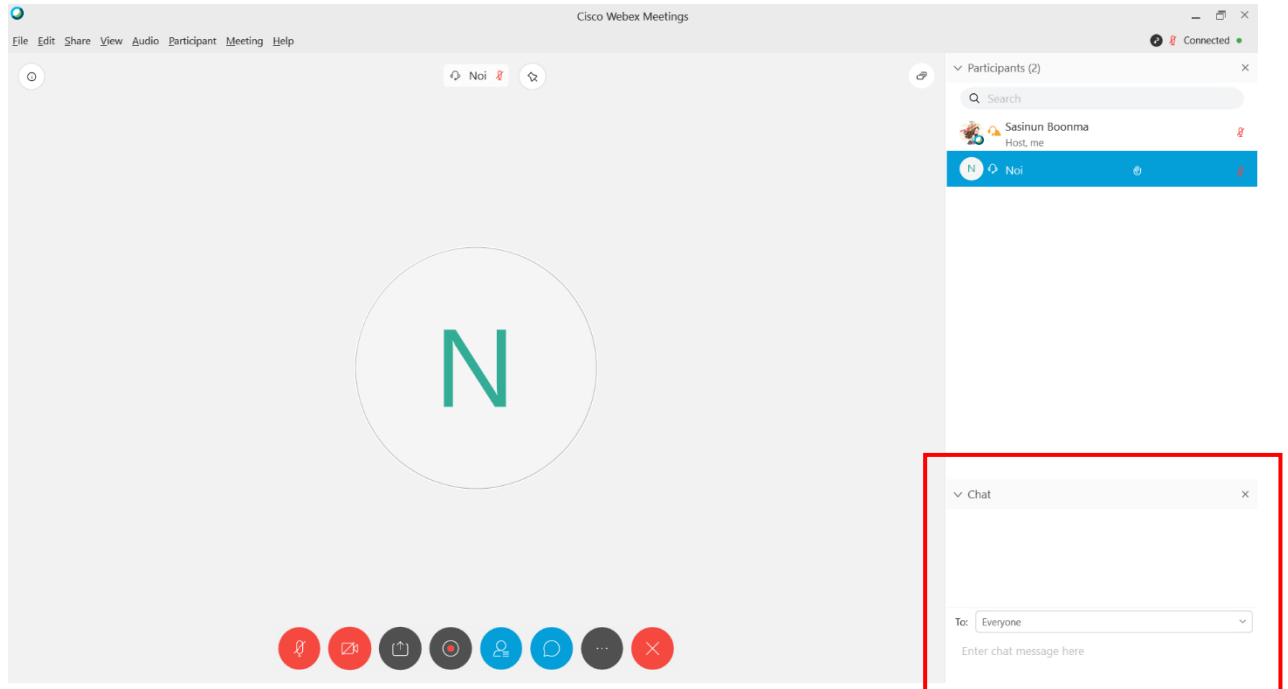 Cisco Webex Meetings
File Edit Share View Audio Participant Meeting Help
Connected
Noi
Participants (2)
Search
Sasinun Boonma
Host, me
N Noi
N
Chat
To: Everyone
Enter chat message here